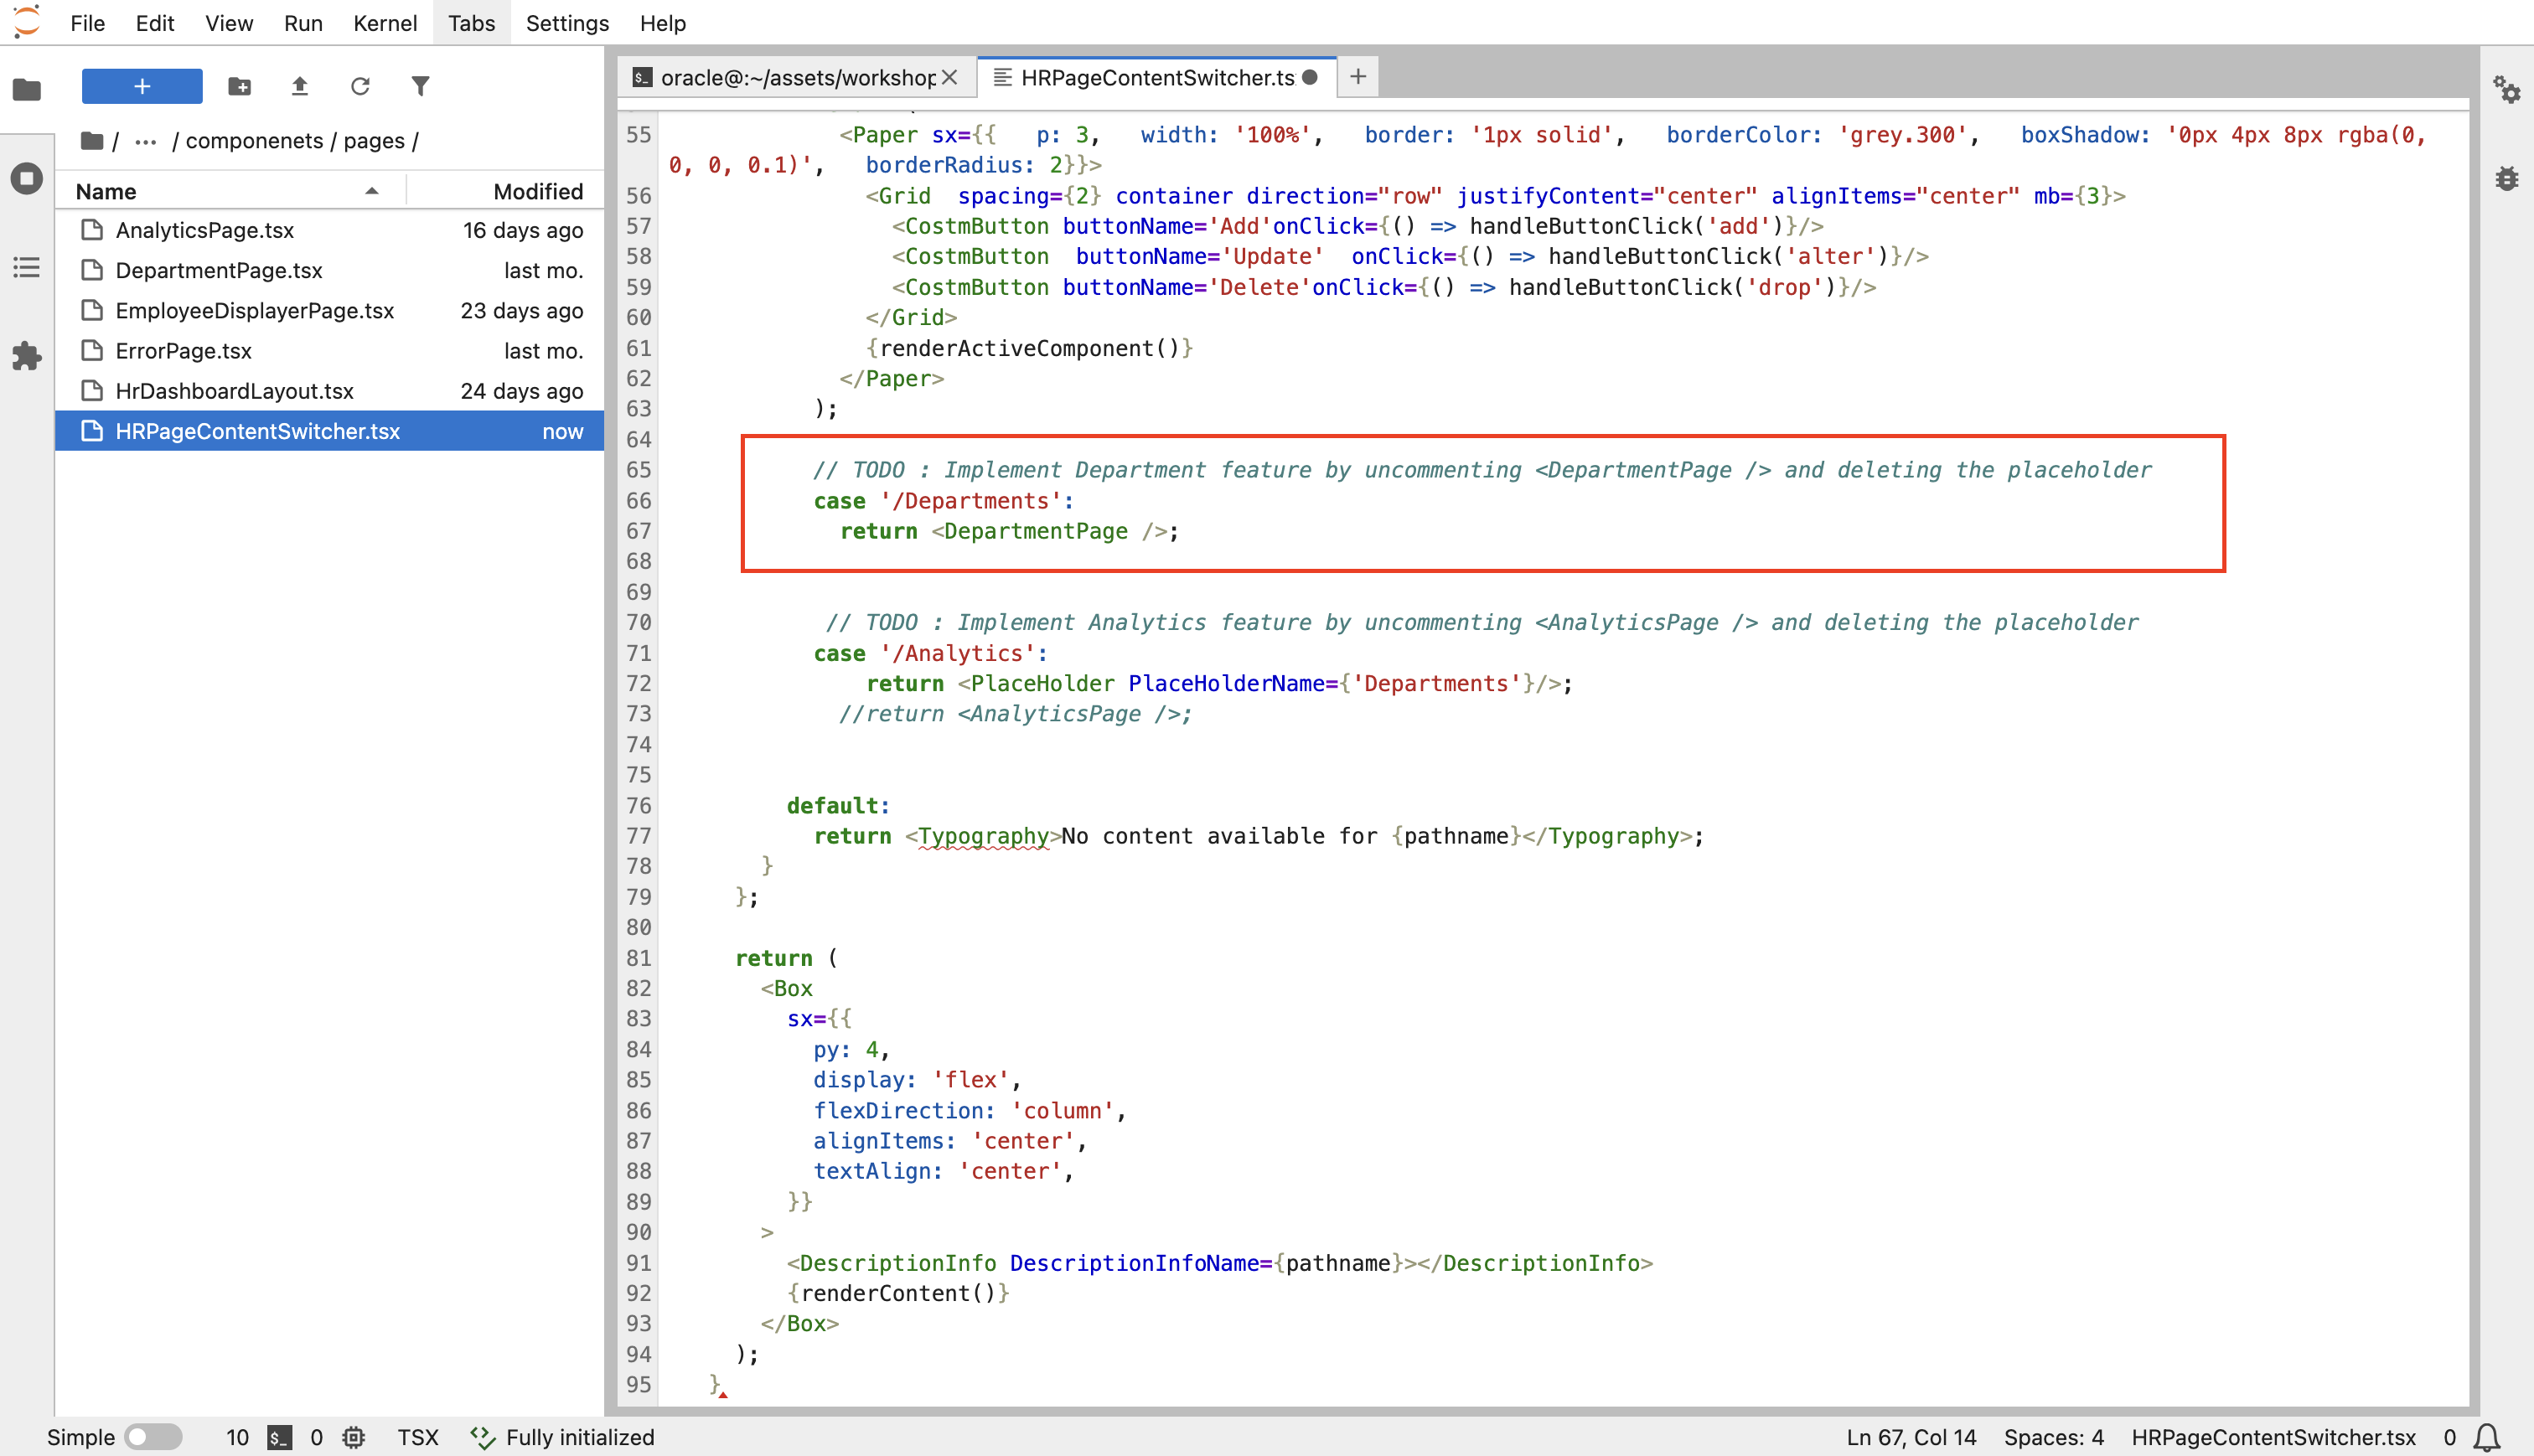 File Edit View Run Kernel Tabs Settings Help
/ ··· / componenets / pages /
Name Modified
AnalyticsPage.tsx 16 days ago
DepartmentPage.tsx last mo.
EmployeeDisplayerPage.tsx 23 days ago
ErrorPage.tsx last mo.
HrDashboardLayout.tsx 24 days ago
HRPageContentSwitcher.tsx now
oracle@:~/assets/workshop HRPageContentSwitcher.ts
55 <Paper sx={{ p: 3, width: '100%', border: '1px solid', borderColor: 'grey.300', boxShadow: '0px 4px 8px rgba(0,
0, 0, 0.1)', borderRadius: 2}}>
56 <Grid spacing={2} container direction="row" justifyContent="center" alignItems="center" mb={3}>
57 <CostmButton buttonName='Add'onClick={() => handleButtonClick('add')}/>
58 <CostmButton buttonName='Update' onClick={() => handleButtonClick('alter')}/>
59 <CostmButton buttonName='Delete'onClick={() => handleButtonClick('drop')}/>
60 </Grid>
61 {renderActiveComponent()}
62 </Paper>
63 );
64
65 // TODO : Implement Department feature by uncommenting <DepartmentPage /> and deleting the placeholder
66 case '/Departments':
67 return <DepartmentPage />;
68
69
70 // TODO : Implement Analytics feature by uncommenting <AnalyticsPage /> and deleting the placeholder
71 case '/Analytics':
72 return <PlaceHolder PlaceHolderName={'Departments'}/>;
73 //return <AnalyticsPage />;
74
75
76 default:
77 return <Typography>No content available for {pathname}</Typography>;
78 }
79 };
80
81 return (
82 <Box
83 sx={{
84 py: 4,
85 display: 'flex',
86 flexDirection: 'column',
87 alignItems: 'center',
88 textAlign: 'center',
89 }}
90 >
91 <DescriptionInfo DescriptionInfoName={pathname}></DescriptionInfo>
92 {renderContent()}
93 </Box>
94 );
95 }
Simple 10 $_ 0 TSX Fully initialized Ln 67, Col 14 Spaces: 4 HRPageContentSwitcher.tsx 0